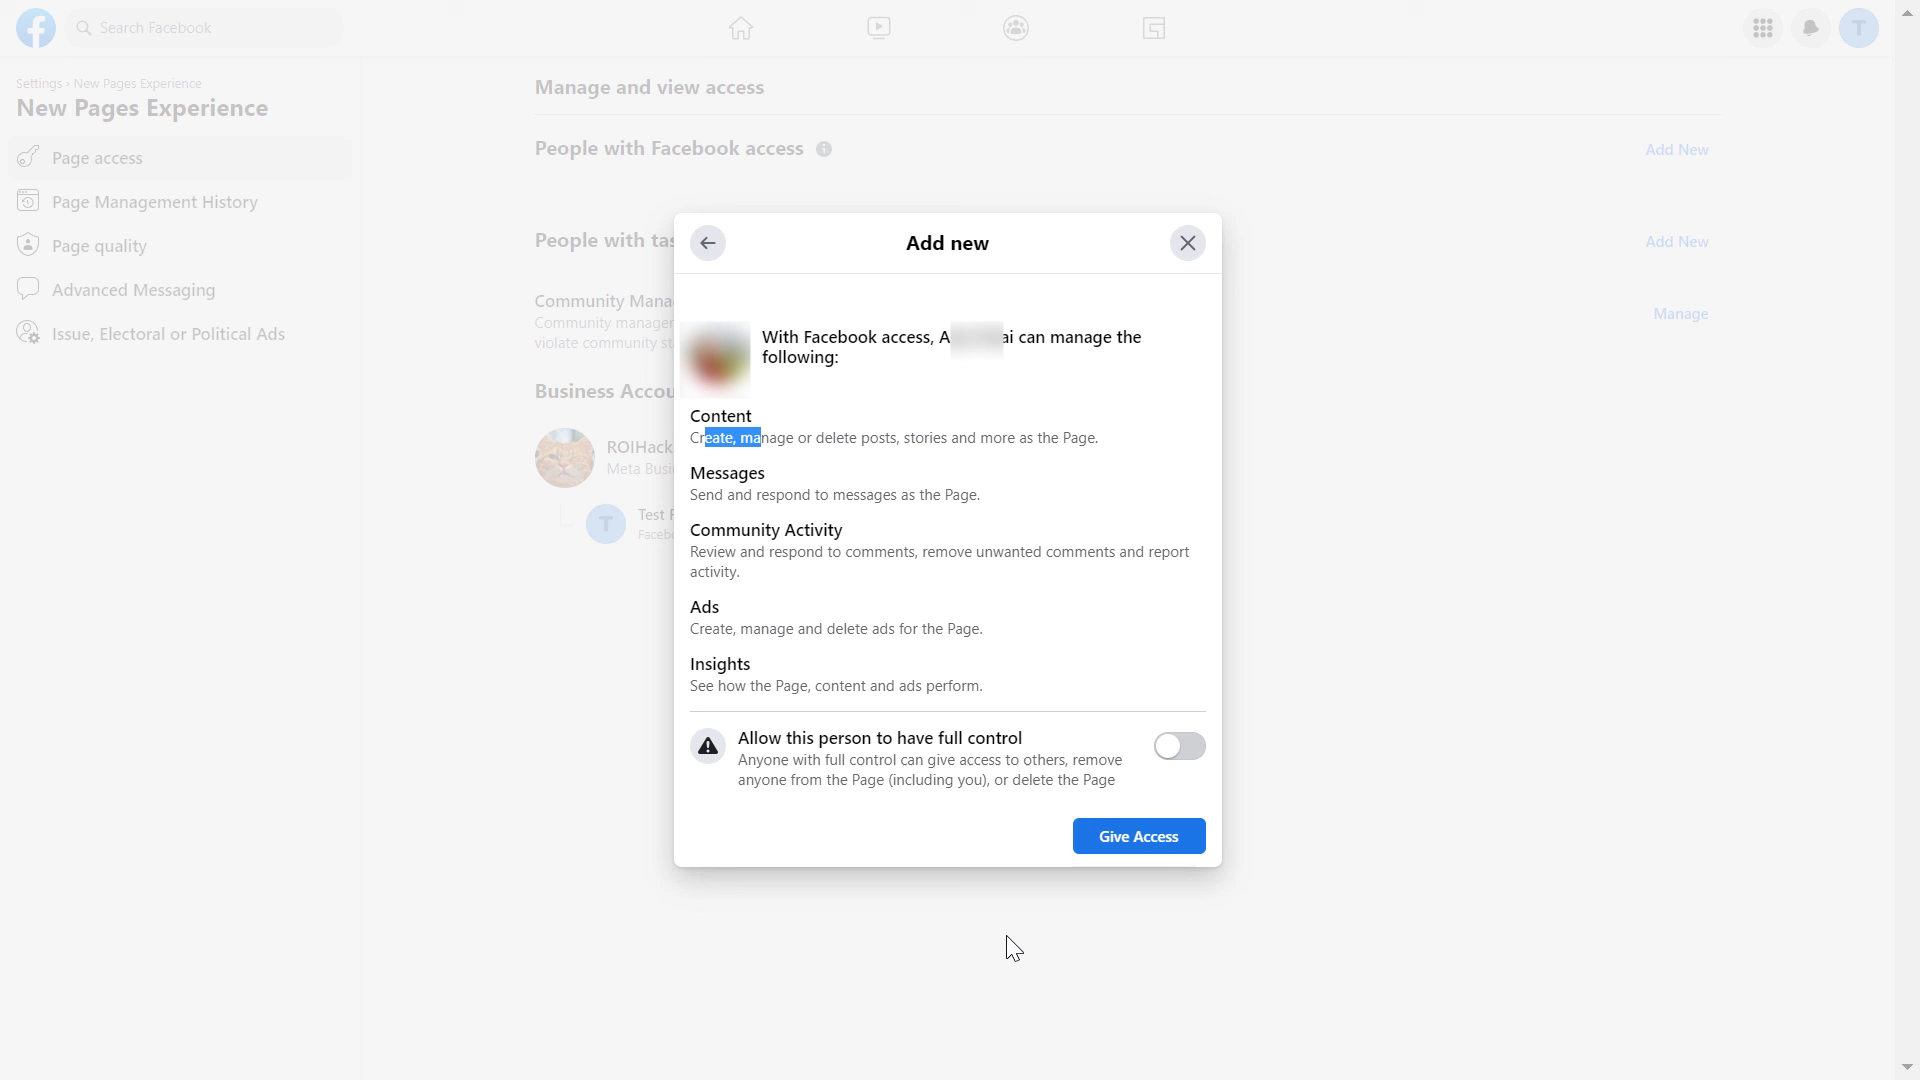 Search Facebook
T
Settings › New Pages Experience
New Pages Experience
Page access
Page Management History
Page quality
Advanced Messaging
Issue, Electoral or Political Ads
Manage and view access
People with Facebook access
Add New
People with
Add New
Community
Community manager
violate community
Manage
Business
ROIHack
Meta
T
Test
Add new
With Facebook access, can manage the
following:
Content
Create, manage or delete posts, stories and more as the Page.
Messages
Send and respond to messages as the Page.
Community Activity
Review and respond to comments, remove unwanted comments and report
activity.
Ads
Create, manage and delete ads for the Page.
Insights
See how the Page, content and ads perform.
Allow this person to have full control
Anyone with full control can give access to others, remove
anyone from the Page (including you), or delete the Page
Give Access